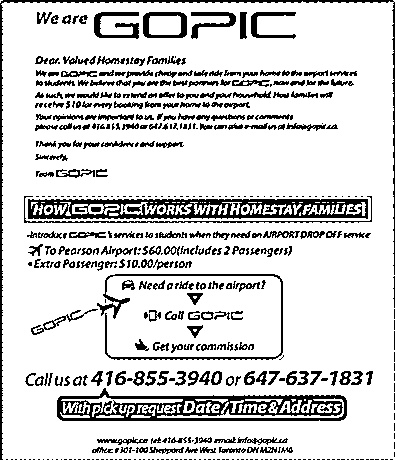 We are GOPIC
Dear. Valued Homestay Families
We are GOPIC and we provide cheap and safe ride from your home to the airport services
to students. We believe that you are the best partners for GOPIC, now and for the future.
As such, we would like to extend an offer to you and your household. Host families will
receive $10 for every booking from your home to the airport.
Your opinions are important to us. If you have any questions or comments
please call us at 416.855.3940 or 647.637.1831. You can also e-mail us at info@gopic.ca.
Thank you for your confidence and support.
Sincerely,
Team GOPIC
HOW GOPIC WORKS WITH HOMESTAY FAMILIES
-Introduce GOPIC's services to students when they need an AIRPORT DROP OFF service
To Pearson Airport: $60.00(includes 2 Passengers)
• Extra Passenger: $10.00/person
Need a ride to the airport?
GOPIC
Call GOPIC
Get your commission
Call us at 416-855-3940 or 647-637-1831
With pick up request Date/Time & Address
www.gopic.ca tel: 416-855-3940 email: info@gopic.ca
office: #301-100 Sheppard Ave West Toronto ON M2N1M6